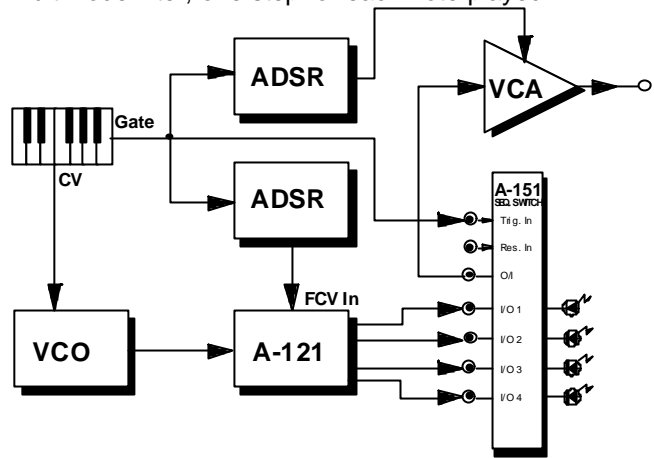 ADSR
VCA
Gate
CV
ADSR
A-151
SEQ. SWITCH
Trig. In
Res. In
O/I
FCV In
I/O 1
VCO
A-121
I/O 2
I/O 3
I/O 4